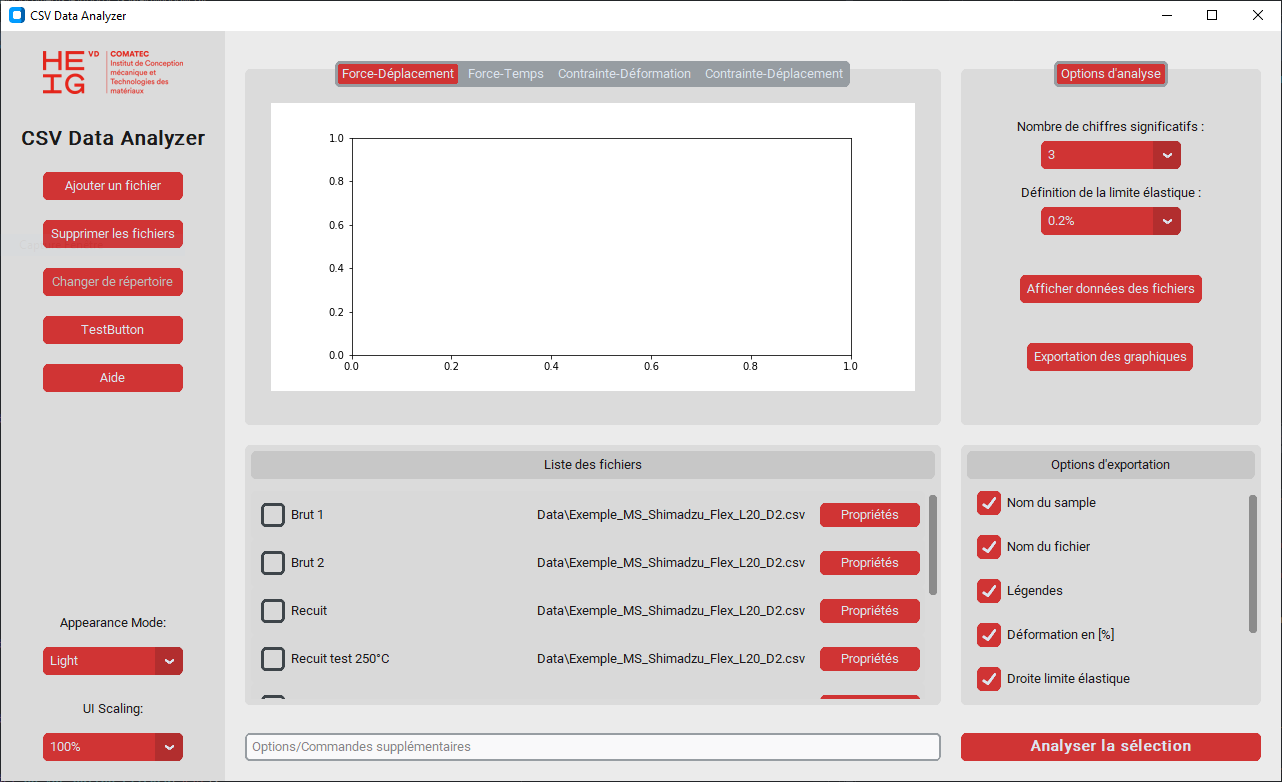 CSV Data Analyzer
HE VD
IG
COMATEC
Institut de Conception
mécanique et
Technologies des
matériaux
CSV Data Analyzer
Ajouter un fichier
Supprimer les fichiers
Changer de répertoire
TestButton
Aide
Appearance Mode:
Light
UI Scaling:
100%
Force-Déplacement Force-Temps Contrainte-Déformation Contrainte-Déplacement
1.0
0.8
0.6
0.4
0.2
0.0
0.0 0.2 0.4 0.6 0.8 1.0
Options d'analyse
Nombre de chiffres significatifs :
3
Définition de la limite élastique :
0.2%
Afficher données des fichiers
Exportation des graphiques
Liste des fichiers
Brut 1 Data\Exemple_MS_Shimadzu_Flex_L20_D2.csv Propriétés
Brut 2 Data\Exemple_MS_Shimadzu_Flex_L20_D2.csv Propriétés
Recuit Data\Exemple_MS_Shimadzu_Flex_L20_D2.csv Propriétés
Recuit test 250°C Data\Exemple_MS_Shimadzu_Flex_L20_D2.csv Propriétés
Options d'exportation
Nom du sample
Nom du fichier
Légendes
Déformation en [%]
Droite limite élastique
Options/Commandes supplémentaires
Analyser la sélection